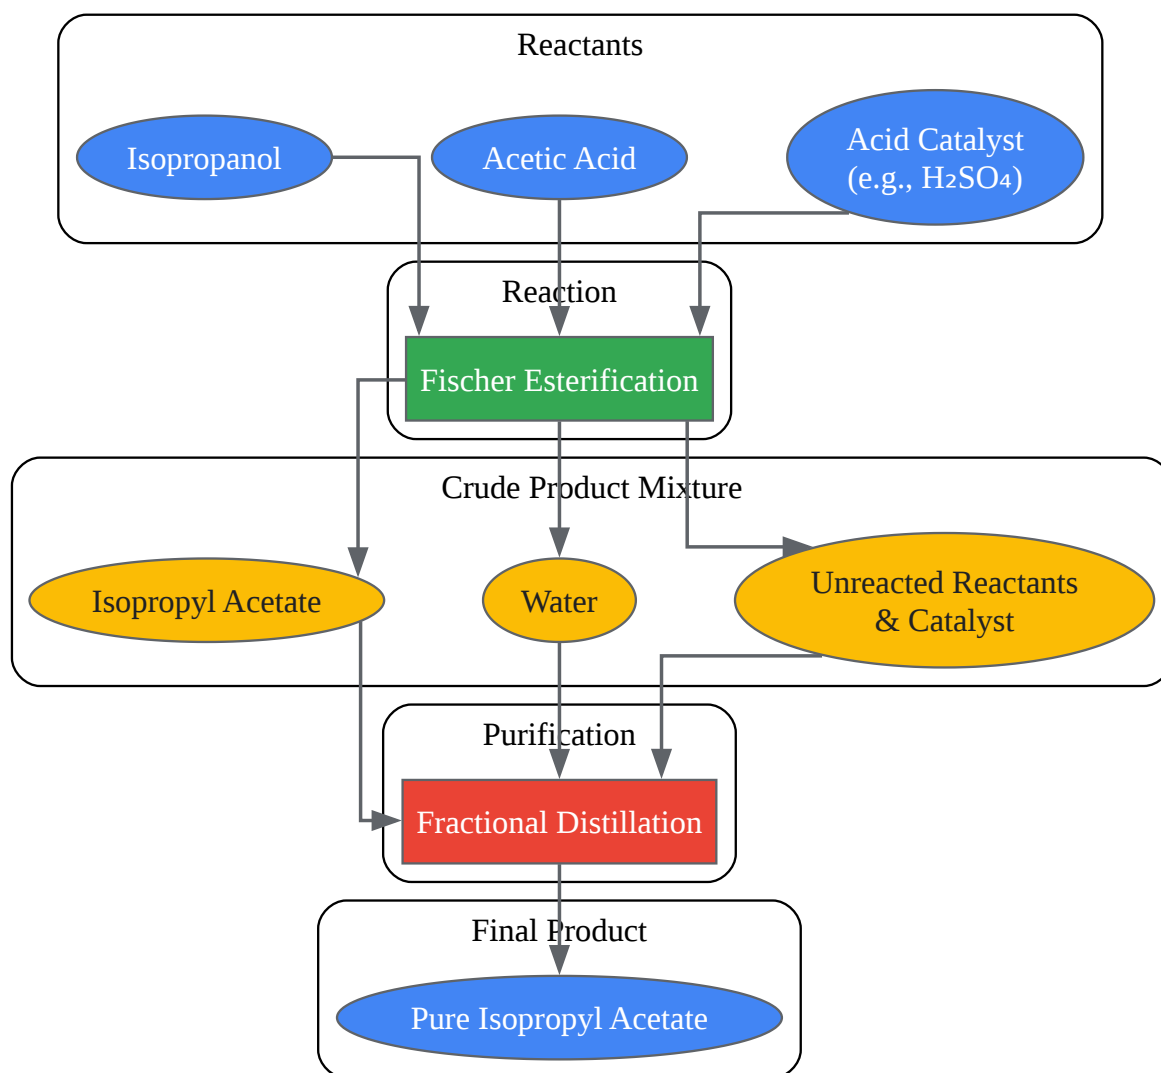 Reactants
Isopropanol
Acetic Acid
Acid Catalyst
(e.g., H₂SO₄)
Reaction
Fischer Esterification
Crude Product Mixture
Isopropyl Acetate
Water
Unreacted Reactants
& Catalyst
Purification
Fractional Distillation
Final Product
Pure Isopropyl Acetate